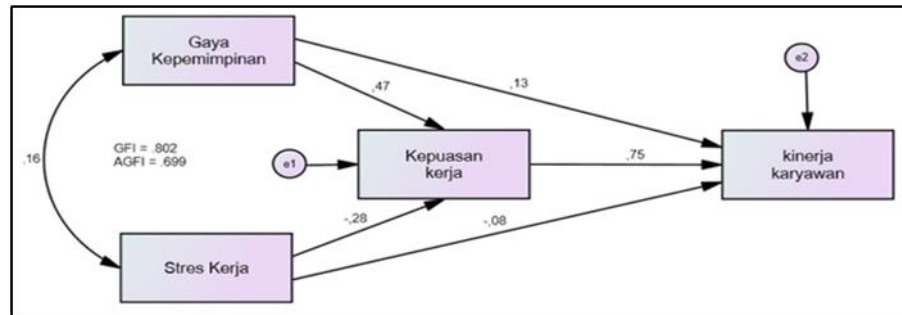 Gaya
Kepemimpinan
e2
,47
,13
,16
GFI = .802
AGFI = .699
e1
Kepuasan
kerja
,75
kinerja
karyawan
-,28
-,08
Stres Kerja